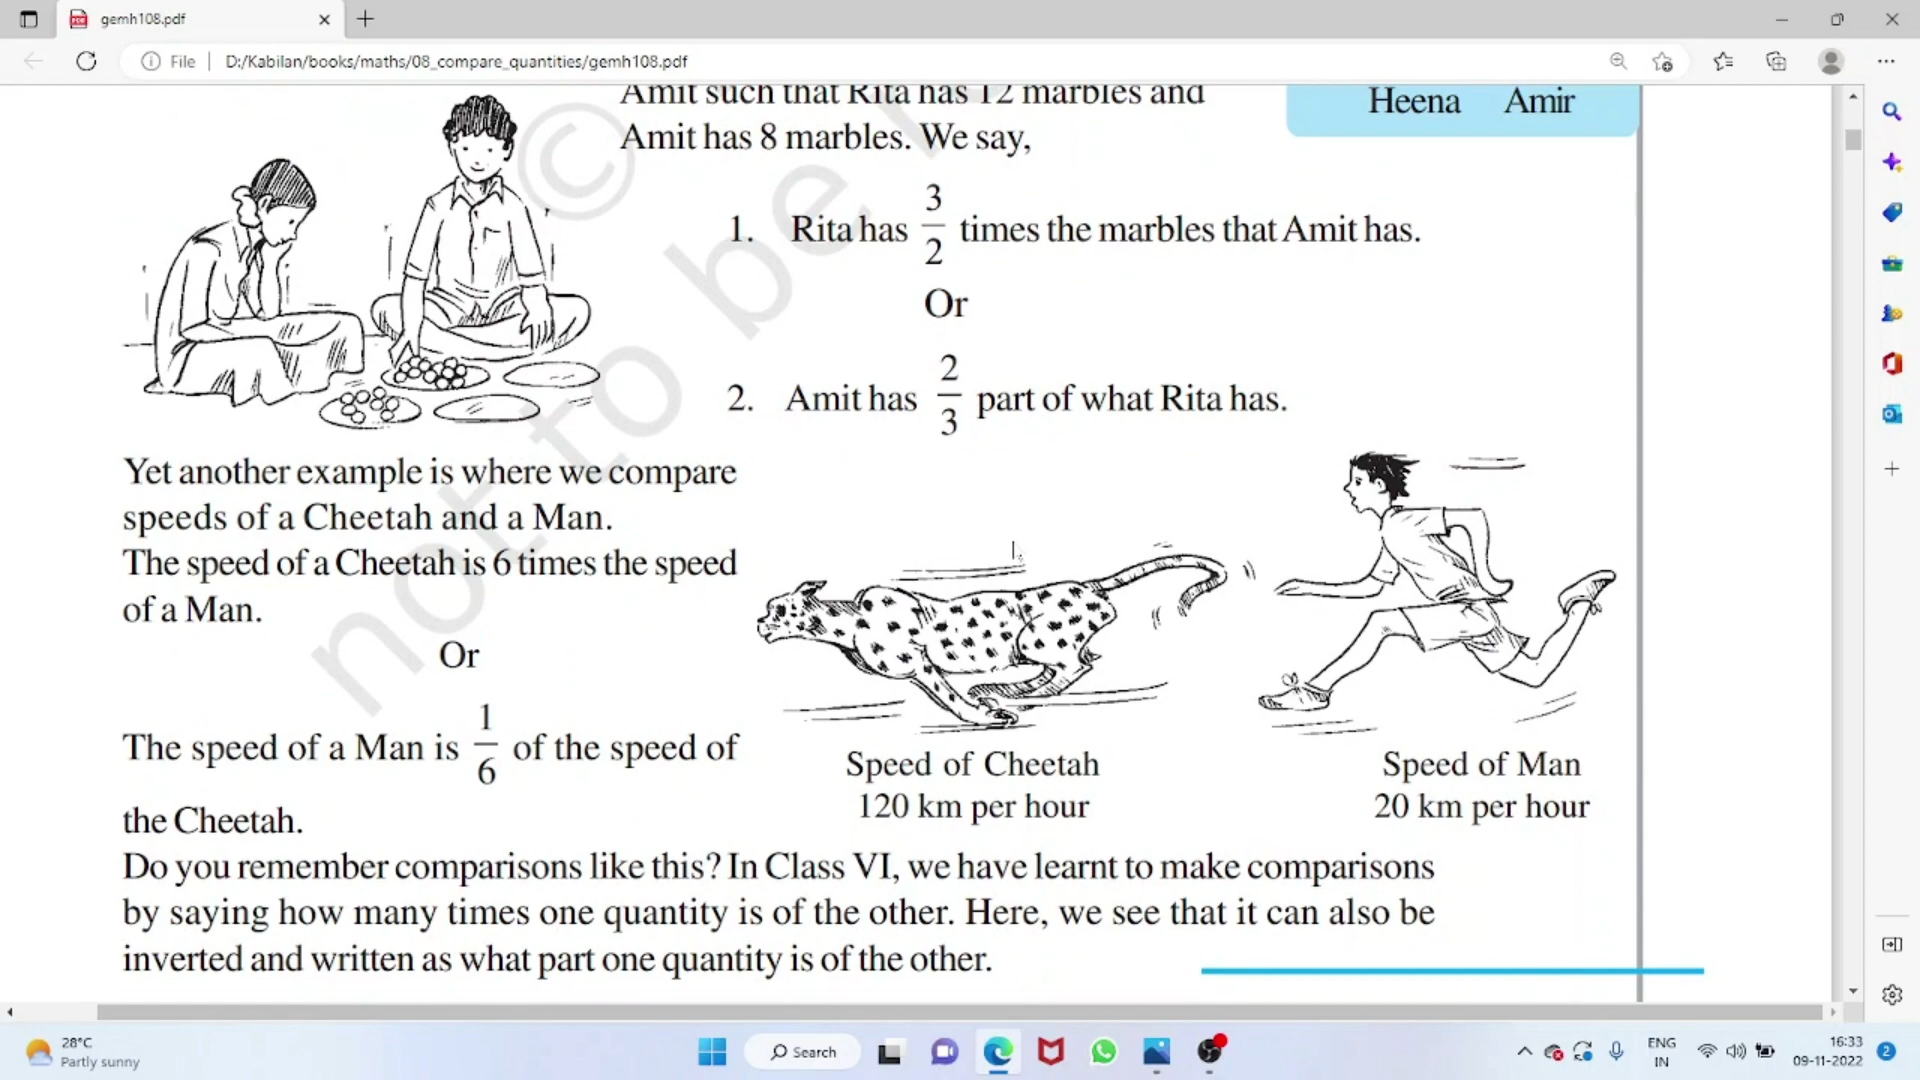 gemh108.pdf
File D:/Kabilan/books/maths/08_compare_quantities/gemh108.pdf
Amit such that Rita has 12 marbles and
Amit has 8 marbles. We say,
Heena Amir
1. Rita has 3/2 times the marbles that Amit has.
Or
2. Amit has 2/3 part of what Rita has.
Yet another example is where we compare
speeds of a Cheetah and a Man.
The speed of a Cheetah is 6 times the speed
of a Man.
Or
The speed of a Man is 1/6 of the speed of
the Cheetah.
Speed of Cheetah
120 km per hour
Speed of Man
20 km per hour
Do you remember comparisons like this? In Class VI, we have learnt to make comparisons
by saying how many times one quantity is of the other. Here, we see that it can also be
inverted and written as what part one quantity is of the other.
©
not to be
28°C
Partly sunny
Search
ENG
IN
16:33
09-11-2022
2